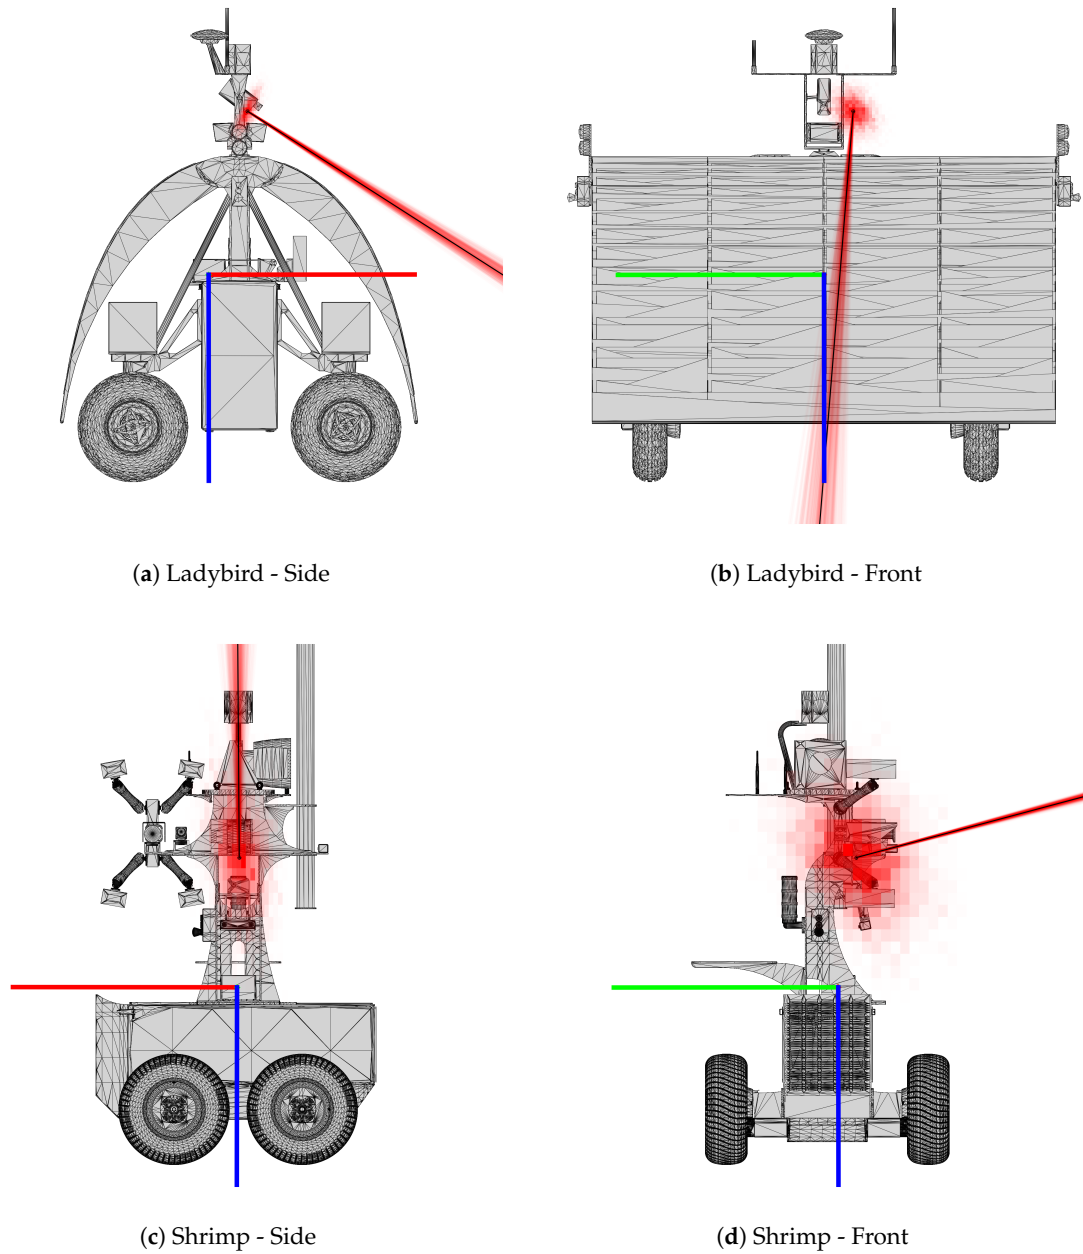 (a) Ladybird - Side
(b) Ladybird - Front
(c) Shrimp - Side
(d) Shrimp - Front